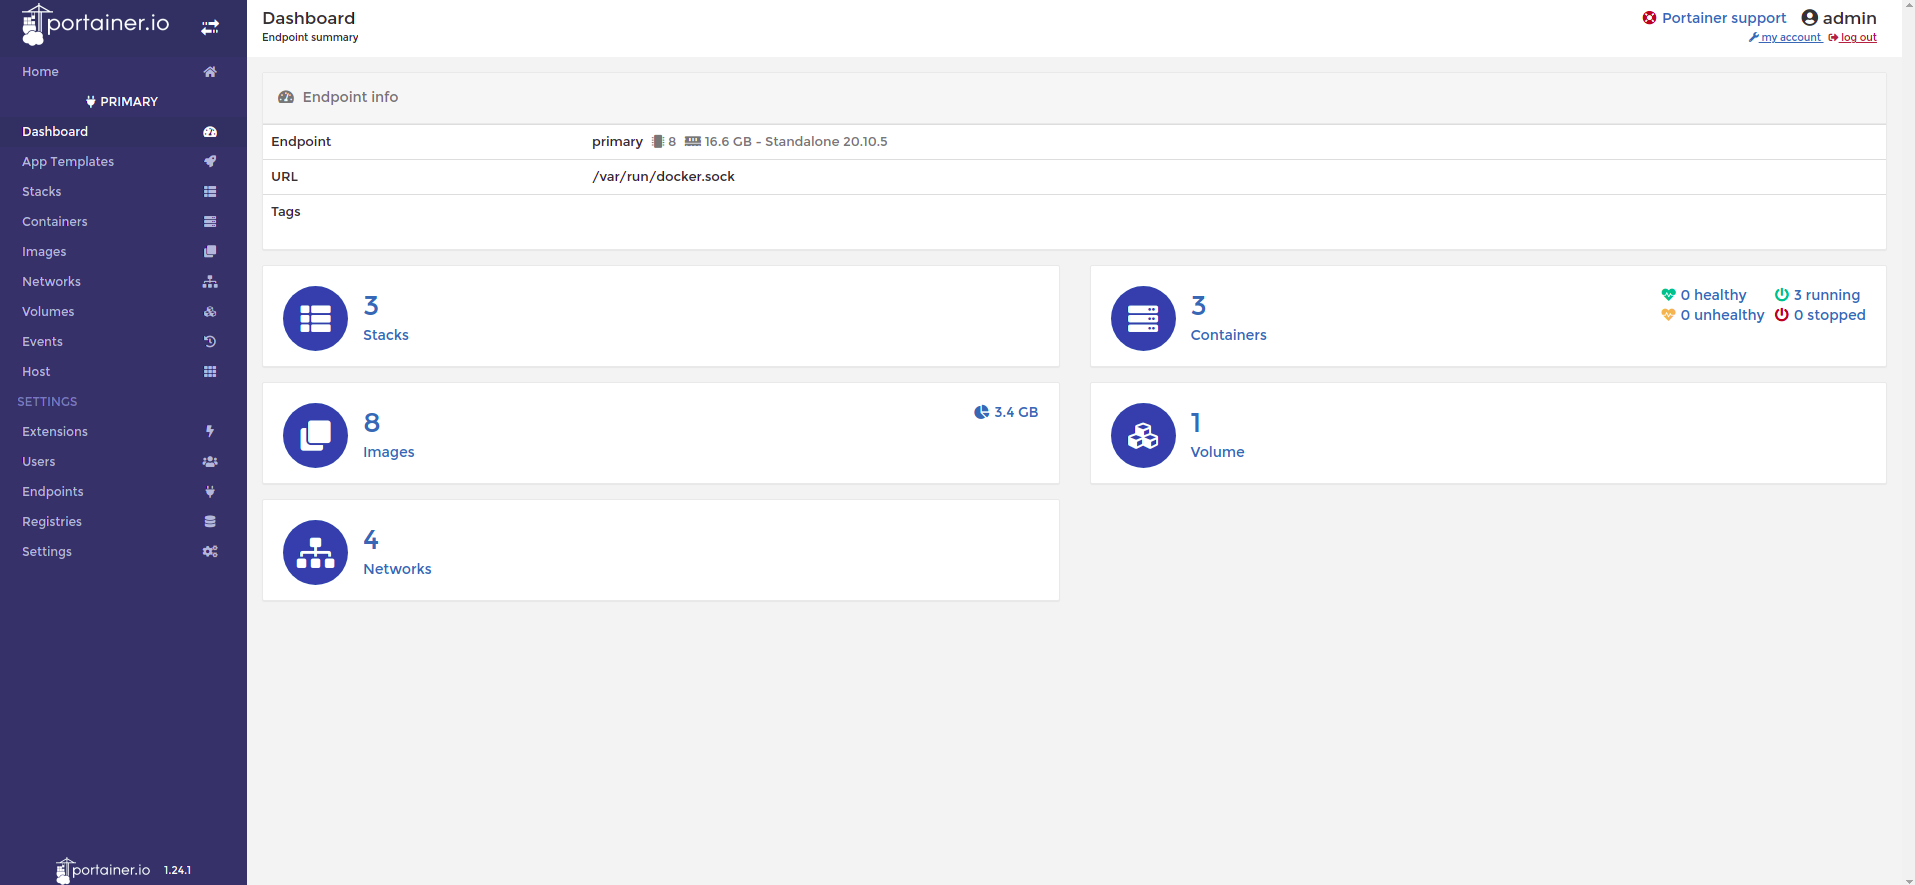 portainer.io
Home
PRIMARY
Dashboard
App Templates
Stacks
Containers
Images
Networks
Volumes
Events
Host
SETTINGS
Extensions
Users
Endpoints
Registries
Settings
portainer.io 1.24.1
Dashboard
Endpoint summary
Portainer support admin
my account log out
Endpoint info
Endpoint primary 8 16.6 GB - Standalone 20.10.5
URL /var/run/docker.sock
Tags
3
Stacks
3
Containers
0 healthy 3 running
0 unhealthy 0 stopped
8
Images
3.4 GB
1
Volume
4
Networks